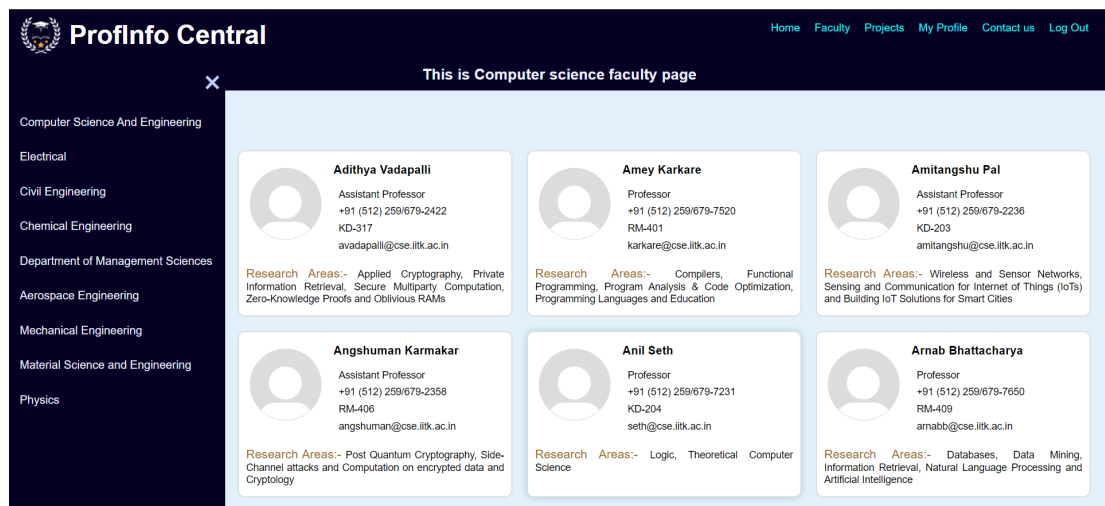 ProfInfo Central
Home Faculty Projects My Profile Contact us Log Out
×
This is Computer science faculty page
Computer Science And Engineering
Electrical
Civil Engineering
Chemical Engineering
Department of Management Sciences
Aerospace Engineering
Mechanical Engineering
Material Science and Engineering
Physics
Adithya Vadapalli
Assistant Professor
+91 (512) 259/679-2422
KD-317
avadapalli@cse.iitk.ac.in
Research Areas:- Applied Cryptography, Private
Information Retrieval, Secure Multiparty Computation,
Zero-Knowledge Proofs and Oblivious RAMs
Amey Karkare
Professor
+91 (512) 259/679-7520
RM-401
karkare@cse.iitk.ac.in
Research Areas:- Compilers, Functional
Programming, Program Analysis & Code Optimization,
Programming Languages and Education
Amitangshu Pal
Assistant Professor
+91 (512) 259/679-2236
KD-203
amitangshu@cse.iitk.ac.in
Research Areas:- Wireless and Sensor Networks,
Sensing and Communication for Internet of Things (IoTs)
and Building IoT Solutions for Smart Cities
Angshuman Karmakar
Assistant Professor
+91 (512) 259/679-2358
RM-406
angshuman@cse.iitk.ac.in
Research Areas:- Post Quantum Cryptography, Side-
Channel attacks and Computation on encrypted data and
Cryptology
Anil Seth
Professor
+91 (512) 259/679-7231
KD-204
seth@cse.iitk.ac.in
Research Areas:- Logic, Theoretical Computer
Science
Arnab Bhattacharya
Professor
+91 (512) 259/679-7650
RM-409
arnabb@cse.iitk.ac.in
Research Areas:- Databases, Data Mining,
Information Retrieval, Natural Language Processing and
Artificial Intelligence